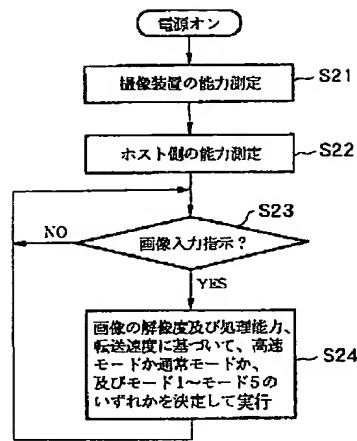 電源オン
撮像装置の能力測定
S21
ホスト側の能力測定
S22
S23
画像入力指示?
NO
YES
画像の解像度及び処理能力、
転送速度に基づいて、高速
モードか通常モードか、
及びモード1~モード5の
いずれかを決定して実行
S24